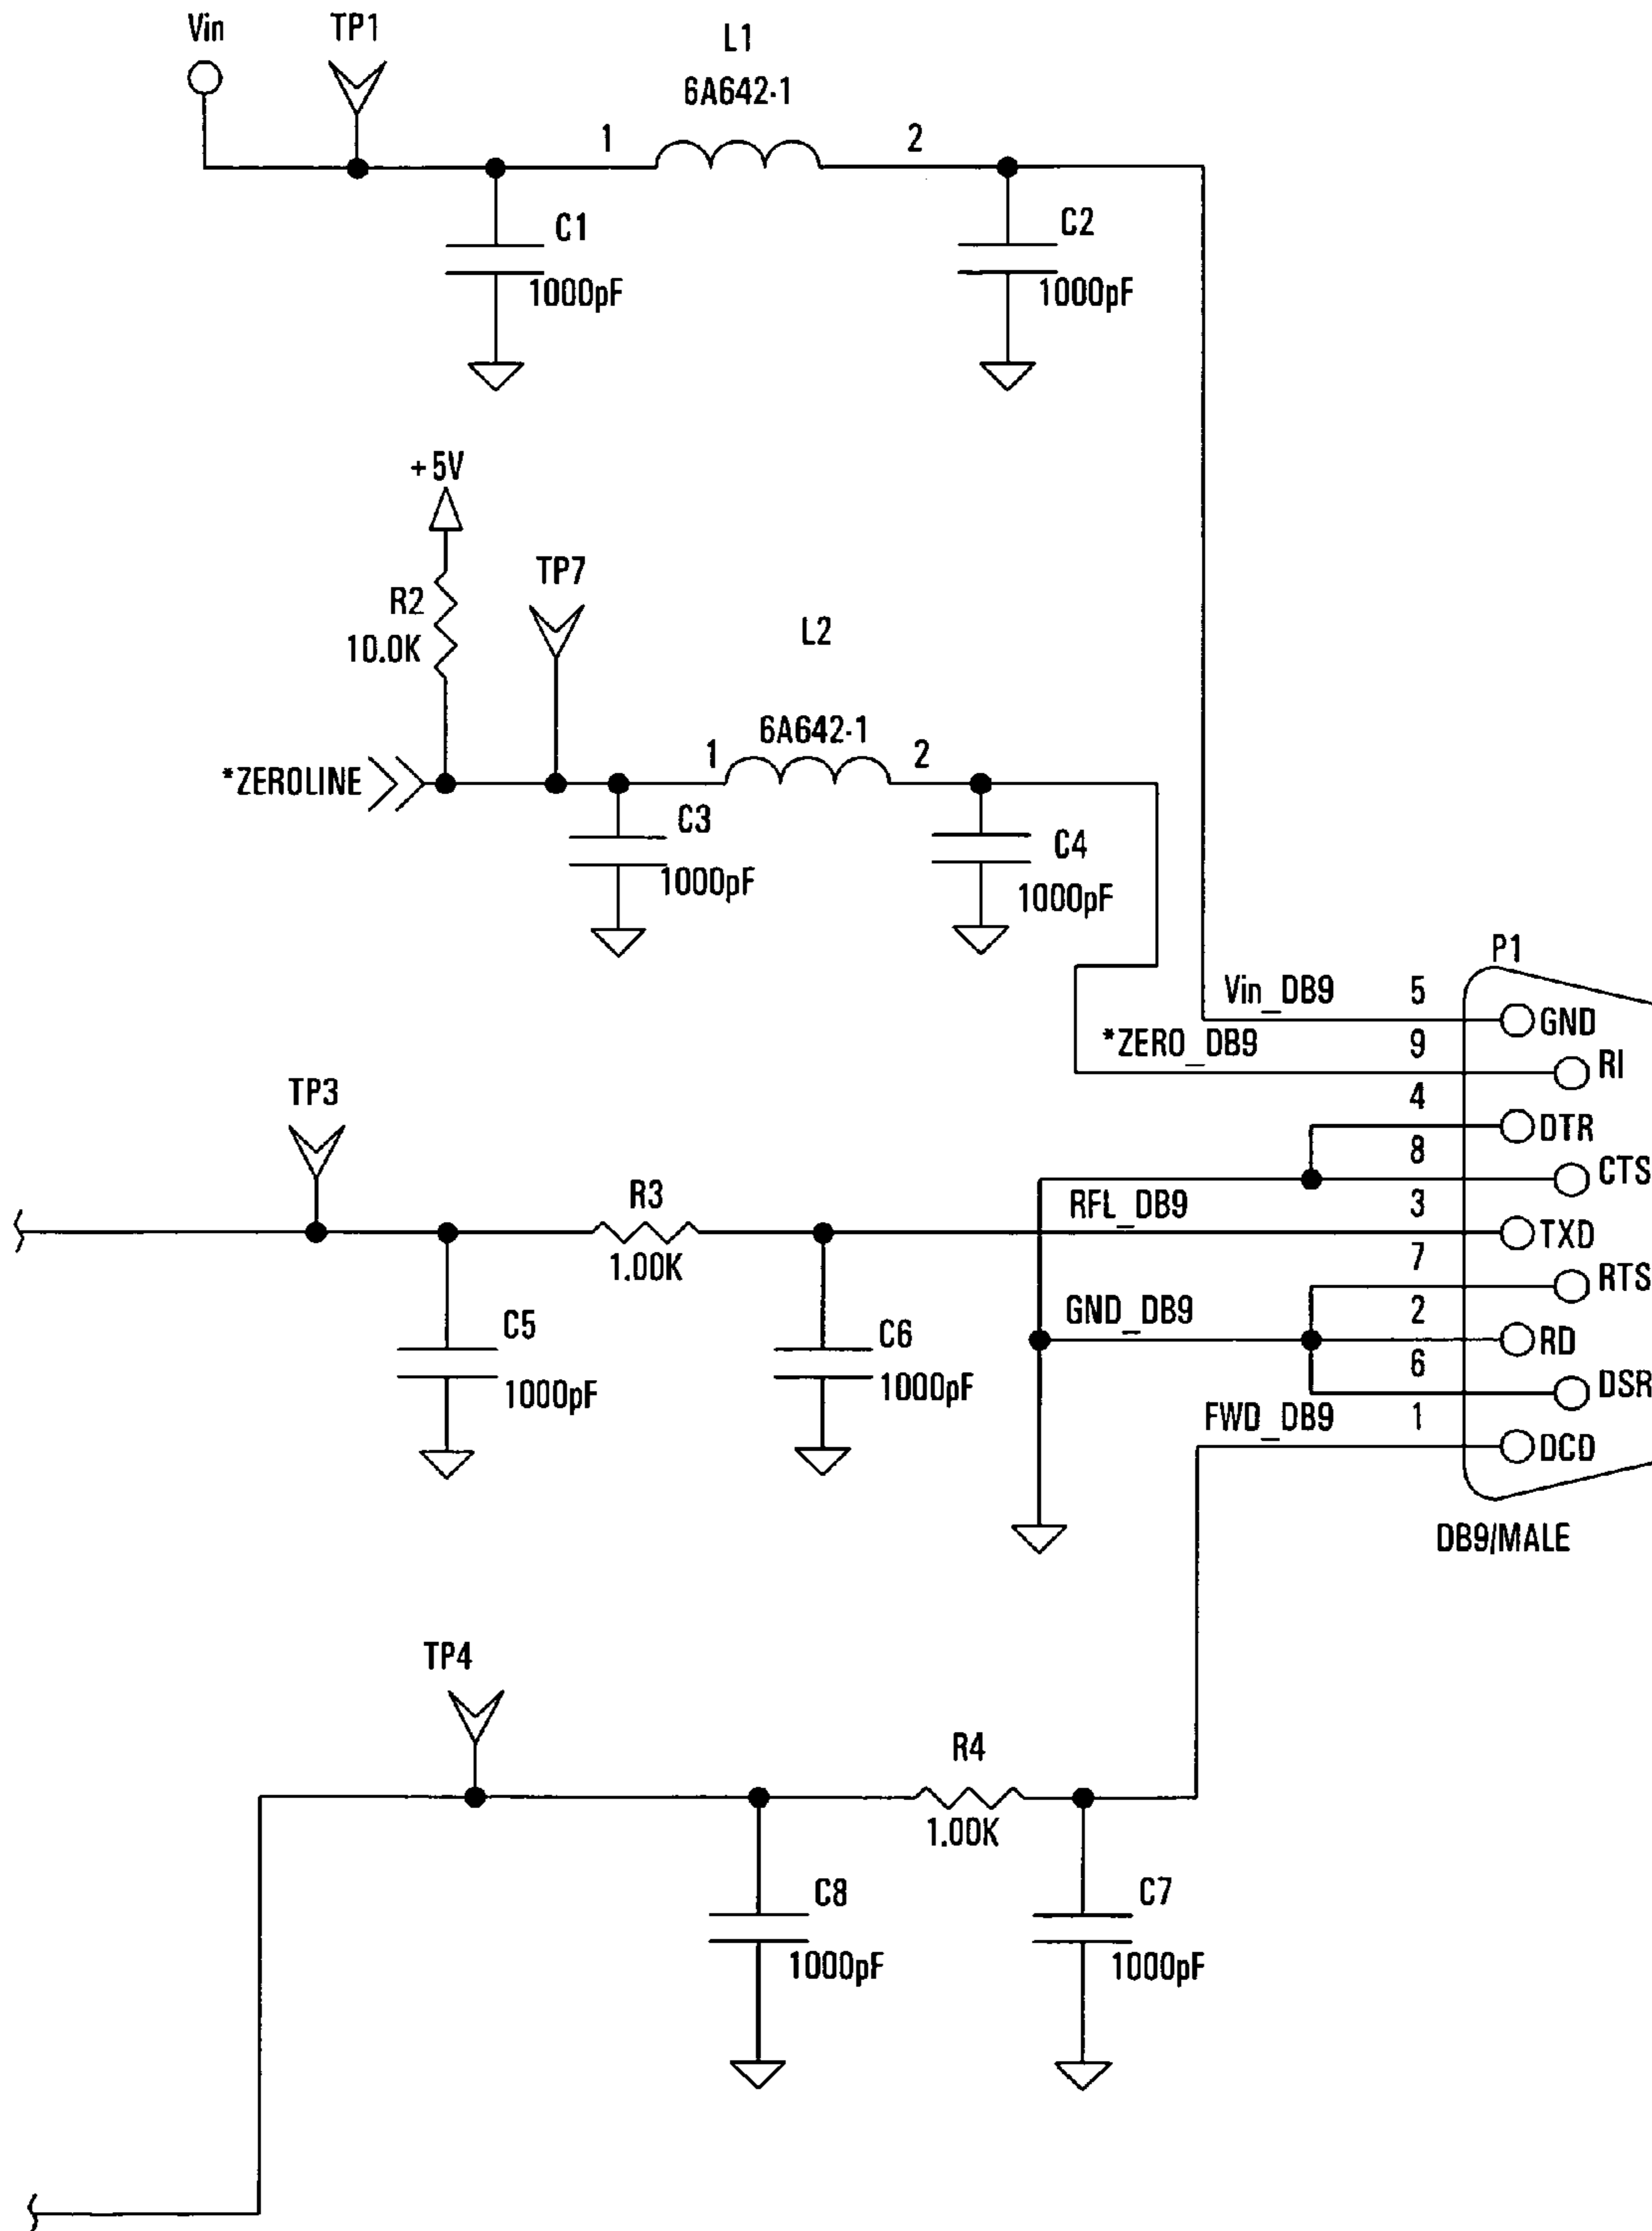 Vin
TP1
L1
6A642-1
1
2
C1
1000pF
C2
1000pF
+5V
R2
10.0K
TP7
L2
6A642-1
1
2
*ZEROLINE
C3
1000pF
C4
1000pF
P1
Vin_DB9
5
GND
*ZERO_DB9
9
RI
4
DTR
8
CTS
TP3
R3
1.00K
RFL_DB9
3
TXD
7
RTS
C5
1000pF
C6
1000pF
GND_DB9
2
RD
6
DSR
FWD_DB9
1
DCD
DB9/MALE
TP4
R4
1.00K
C8
1000pF
C7
1000pF